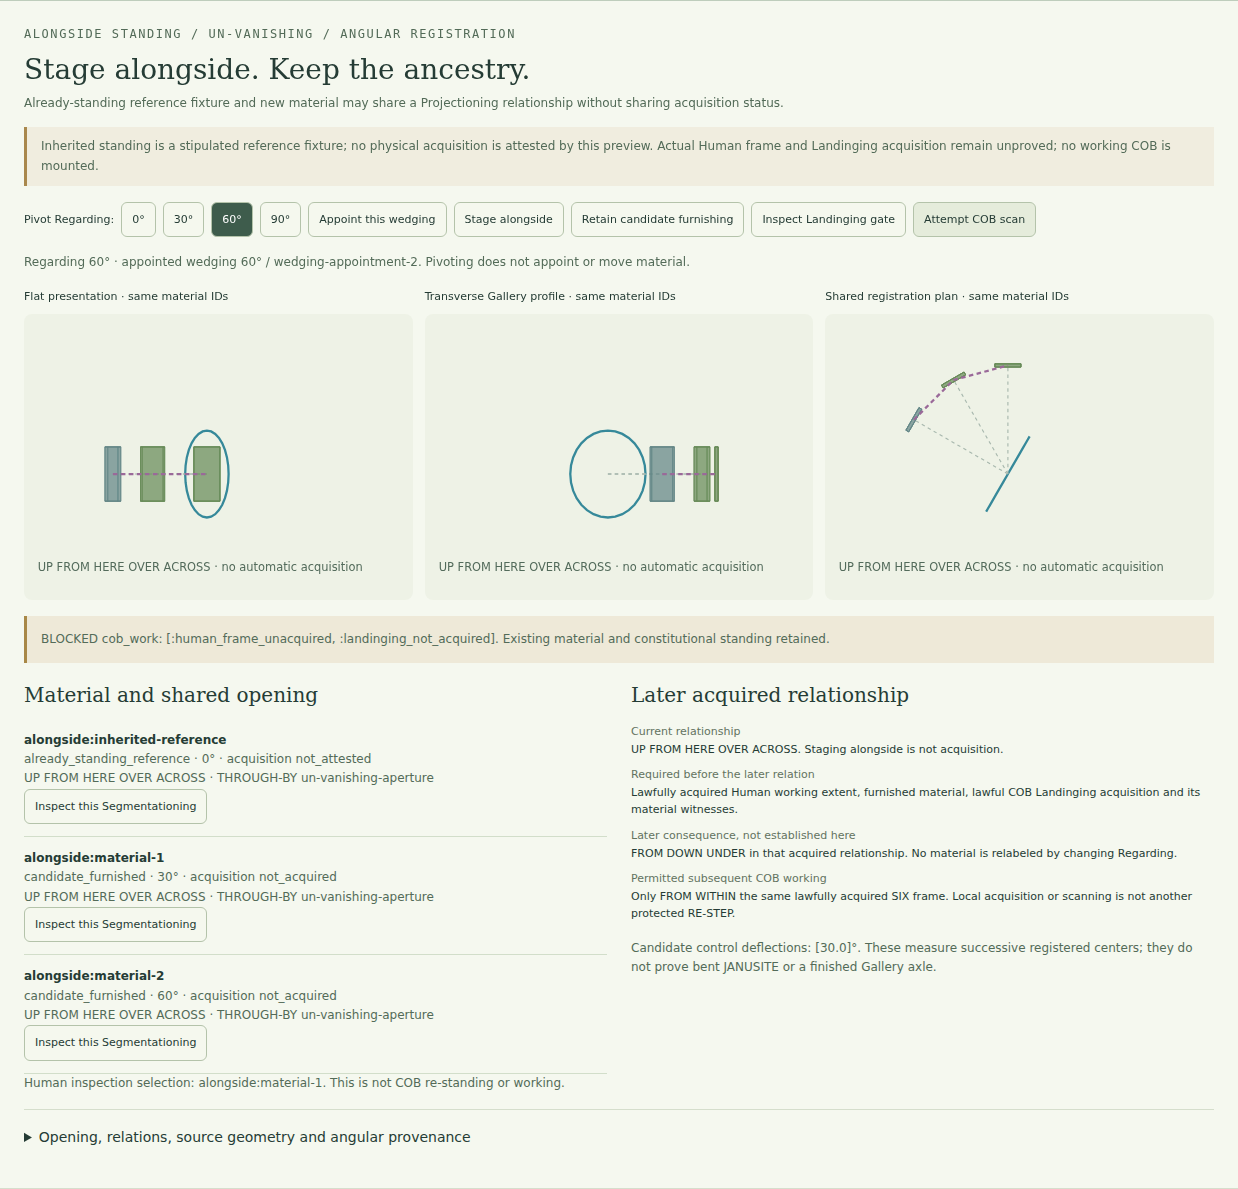 ALONGSIDE STANDING / UN-VANISHING / ANGULAR REGISTRATION
Stage alongside. Keep the ancestry.
Already-standing reference fixture and new material may share a Projectioning relationship without sharing acquisition status.
Inherited standing is a stipulated reference fixture; no physical acquisition is attested by this preview. Actual Human frame and Landinging acquisition remain unproved; no working COB is
mounted.
Pivot Regarding: 0° 30° 60° 90° Appoint this wedging Stage alongside Retain candidate furnishing Inspect Landinging gate Attempt COB scan
Regarding 60° · appointed wedging 60° / wedging-appointment-2. Pivoting does not appoint or move material.
Flat presentation · same material IDs
UP FROM HERE OVER ACROSS · no automatic acquisition
Transverse Gallery profile · same material IDs
UP FROM HERE OVER ACROSS · no automatic acquisition
Shared registration plan · same material IDs
UP FROM HERE OVER ACROSS · no automatic acquisition
BLOCKED cob_work: [:human_frame_unacquired, :landinging_not_acquired]. Existing material and constitutional standing retained.
Material and shared opening
alongside:inherited-reference
already_standing_reference · 0° · acquisition not_attested
UP FROM HERE OVER ACROSS · THROUGH-BY un-vanishing-aperture
Inspect this Segmentationing
alongside:material-1
candidate_furnished · 30° · acquisition not_acquired
UP FROM HERE OVER ACROSS · THROUGH-BY un-vanishing-aperture
Inspect this Segmentationing
alongside:material-2
candidate_furnished · 60° · acquisition not_acquired
UP FROM HERE OVER ACROSS · THROUGH-BY un-vanishing-aperture
Inspect this Segmentationing
Human inspection selection: alongside:material-1. This is not COB re-standing or working.
Later acquired relationship
Current relationship
UP FROM HERE OVER ACROSS. Staging alongside is not acquisition.
Required before the later relation
Lawfully acquired Human working extent, furnished material, lawful COB Landinging acquisition and its
material witnesses.
Later consequence, not established here
FROM DOWN UNDER in that acquired relationship. No material is relabeled by changing Regarding.
Permitted subsequent COB working
Only FROM WITHIN the same lawfully acquired SIX frame. Local acquisition or scanning is not another
protected RE-STEP.
Candidate control deflections: [30.0]°. These measure successive registered centers; they do
not prove bent JANUSITE or a finished Gallery axle.
Opening, relations, source geometry and angular provenance